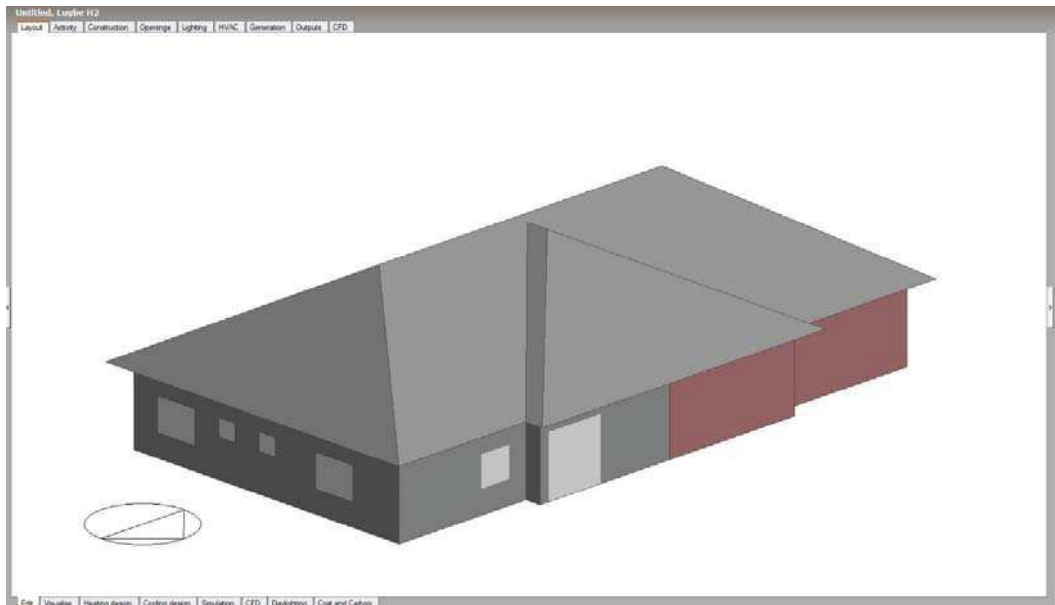 Untitled, Lugbe H2
Layout Activity Construction Openings Lighting HVAC Generation Outputs CFD
Edit Visualise Heating design Cooling design Simulation CFD Daylighting Cost and Carbon